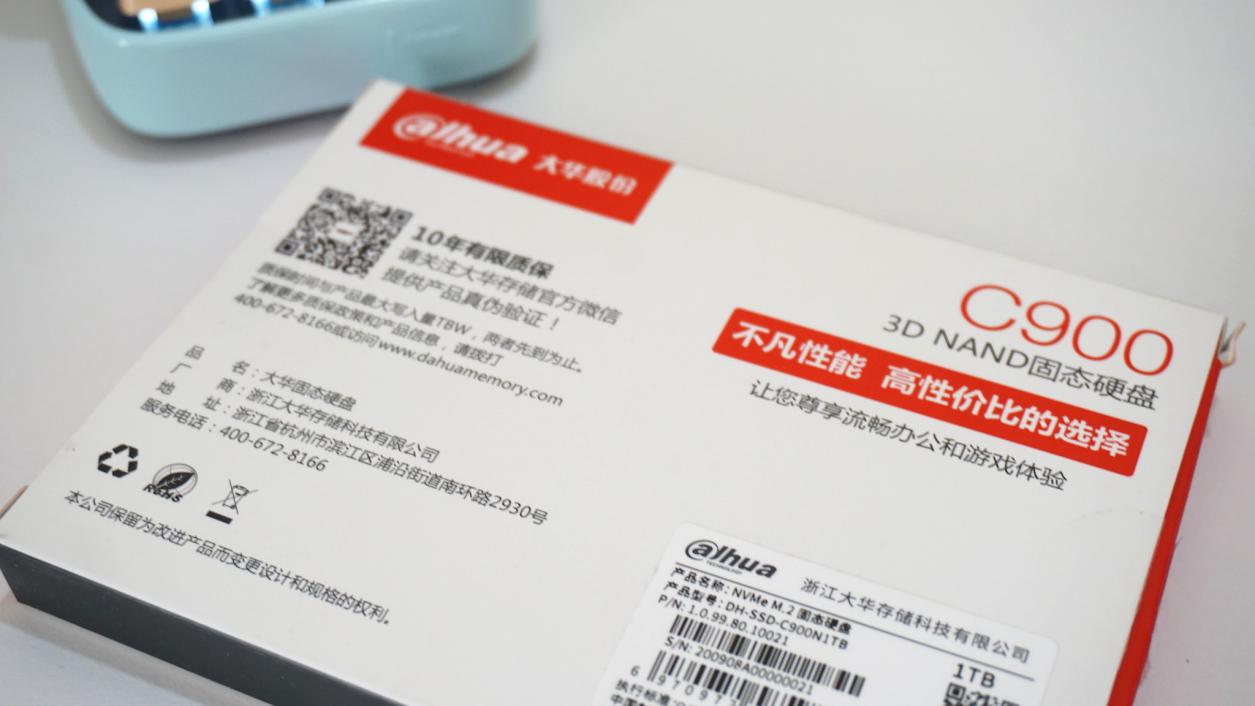 alhua 大华股份
10年有限质保
请关注大华存储官方微信
提供产品真伪验证！
质保时间与产品最大写入量TBW，两者先到为止。
了解更多质保政策和产品信息，请拨打
400-672-8166或访问www.dahuamemory.com
品 名：大华固态硬盘
厂 商：浙江大华存储科技有限公司
地 址：浙江省杭州市滨江区浦沿街道南环路2930号
服务电话：400-672-8166
RoHS
本公司保留为改进产品而变更设计和规格的权利。
C900
3D NAND固态硬盘
不凡性能 高性价比的选择
让您尊享流畅办公和游戏体验
alhua
TECHNOLOGY
浙江大华存储科技有限公司
产品名称：NVMe M.2 固态硬盘
产品型号：DH-SSD-C900N1TB
P/N: 1.0.99.80.10021
S/N: 200908A00000021
1TB
6 97097
执行标准: